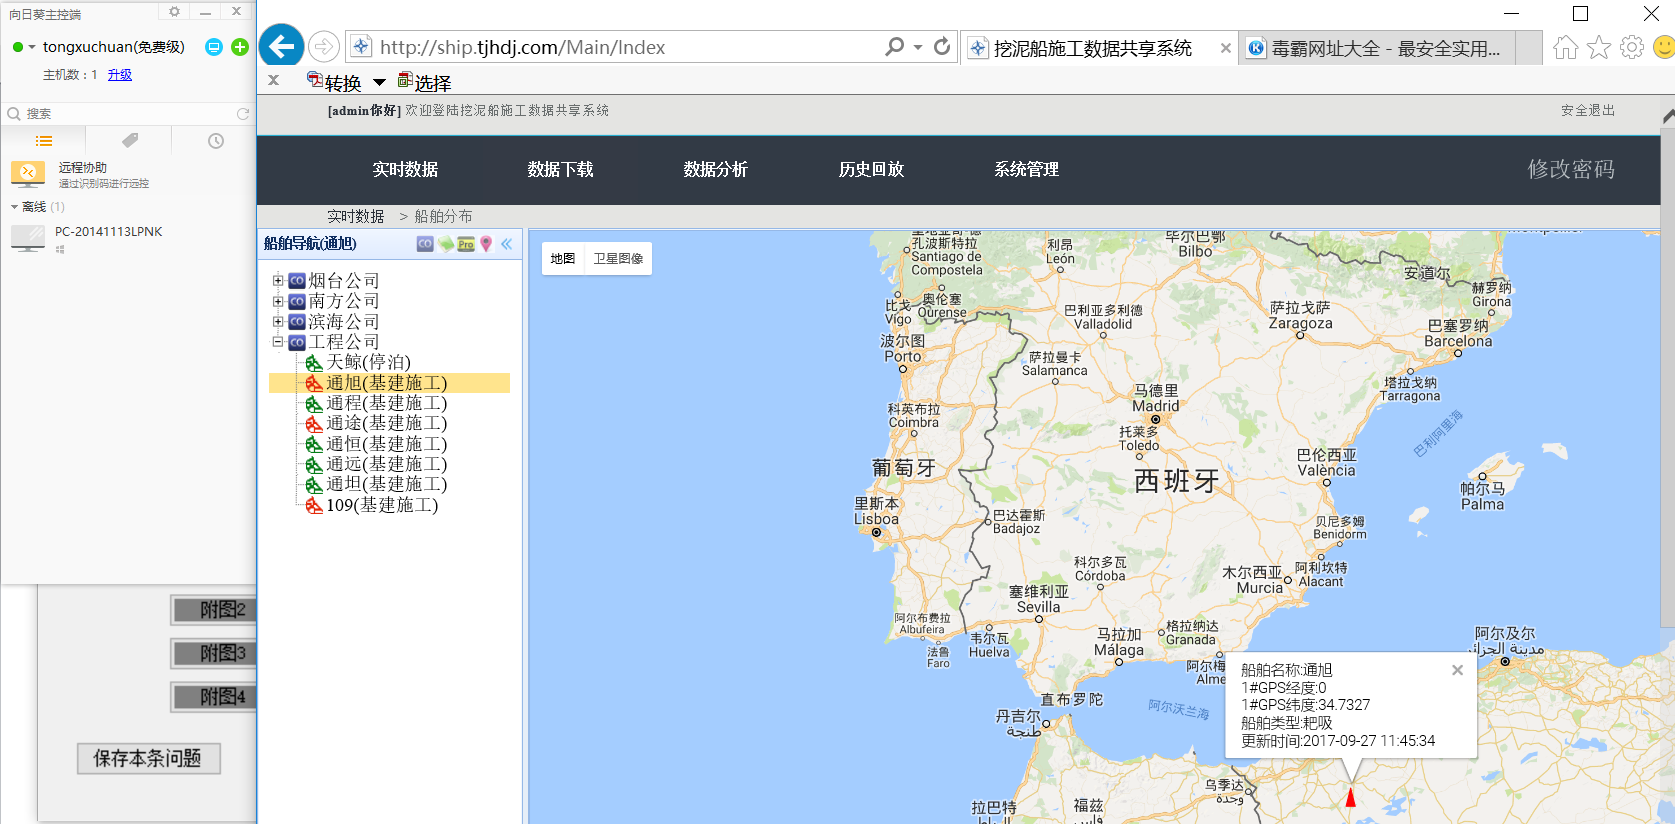 向日葵主控端
tongxuchuan(免费级)
主机数：1 升级
搜索
远程协助
通过识别码进行远控
离线 (1)
PC-20141113LPNK
附图2
附图3
附图4
保存本条问题
http://ship.tjhdj.com/Main/Index
挖泥船施工数据共享系统
毒霸网址大全 - 最安全实用...
转换
选择
[admin你好] 欢迎登陆挖泥船施工数据共享系统
安全退出
实时数据
数据下载
数据分析
历史回放
系统管理
修改密码
实时数据 > 船舶分布
船舶导航(通旭)
CO
Pro
CO 烟台公司
CO 南方公司
CO 滨海公司
CO 工程公司
天鲸(停泊)
通旭(基建施工)
通程(基建施工)
通途(基建施工)
通恒(基建施工)
通远(基建施工)
通坦(基建施工)
109(基建施工)
地图
卫星图像
孔波斯特拉
Santiago de
Compostela
利昂
León
毕尔巴鄂
Bilbo
安道尔
赫罗纳
Girona
比戈
Vigo
奥伦塞
Ourense
巴利亚多利德
Valladolid
萨拉戈萨
Zaragoza
巴塞罗纳
Barcelona
波尔图
Porto
萨拉曼卡
Salamanca
塔拉戈纳
Tarragona
马德里
Madrid
科英布拉
Coimbra
托莱多
Toledo
巴利阿里海
葡萄牙
西班牙
巴伦西亚
València
帕尔马
Palma
里斯本
Lisboa
巴达霍斯
Badajoz
贝尼多姆
Benidorm
科尔多瓦
Córdoba
木尔西亚
Murcia
阿利坎特
Alacant
塞维利亚
Sevilla
阿尔布费拉
Albufeira
法鲁
Faro
韦尔瓦
Huelva
马拉加
Málaga
格拉纳达
Granada
阿尔及尔
مدينة الجزائر
阿尔梅
Alme
直布罗陀
阿尔沃兰海
丹吉尔
طنجة
船舶名称:通旭
1#GPS经度:0
1#GPS纬度:34.7327
船舶类型:耙吸
更新时间:2017-09-27 11:45:34
乌季达
وجدة
拉巴特
الرباط
福兹
فاس